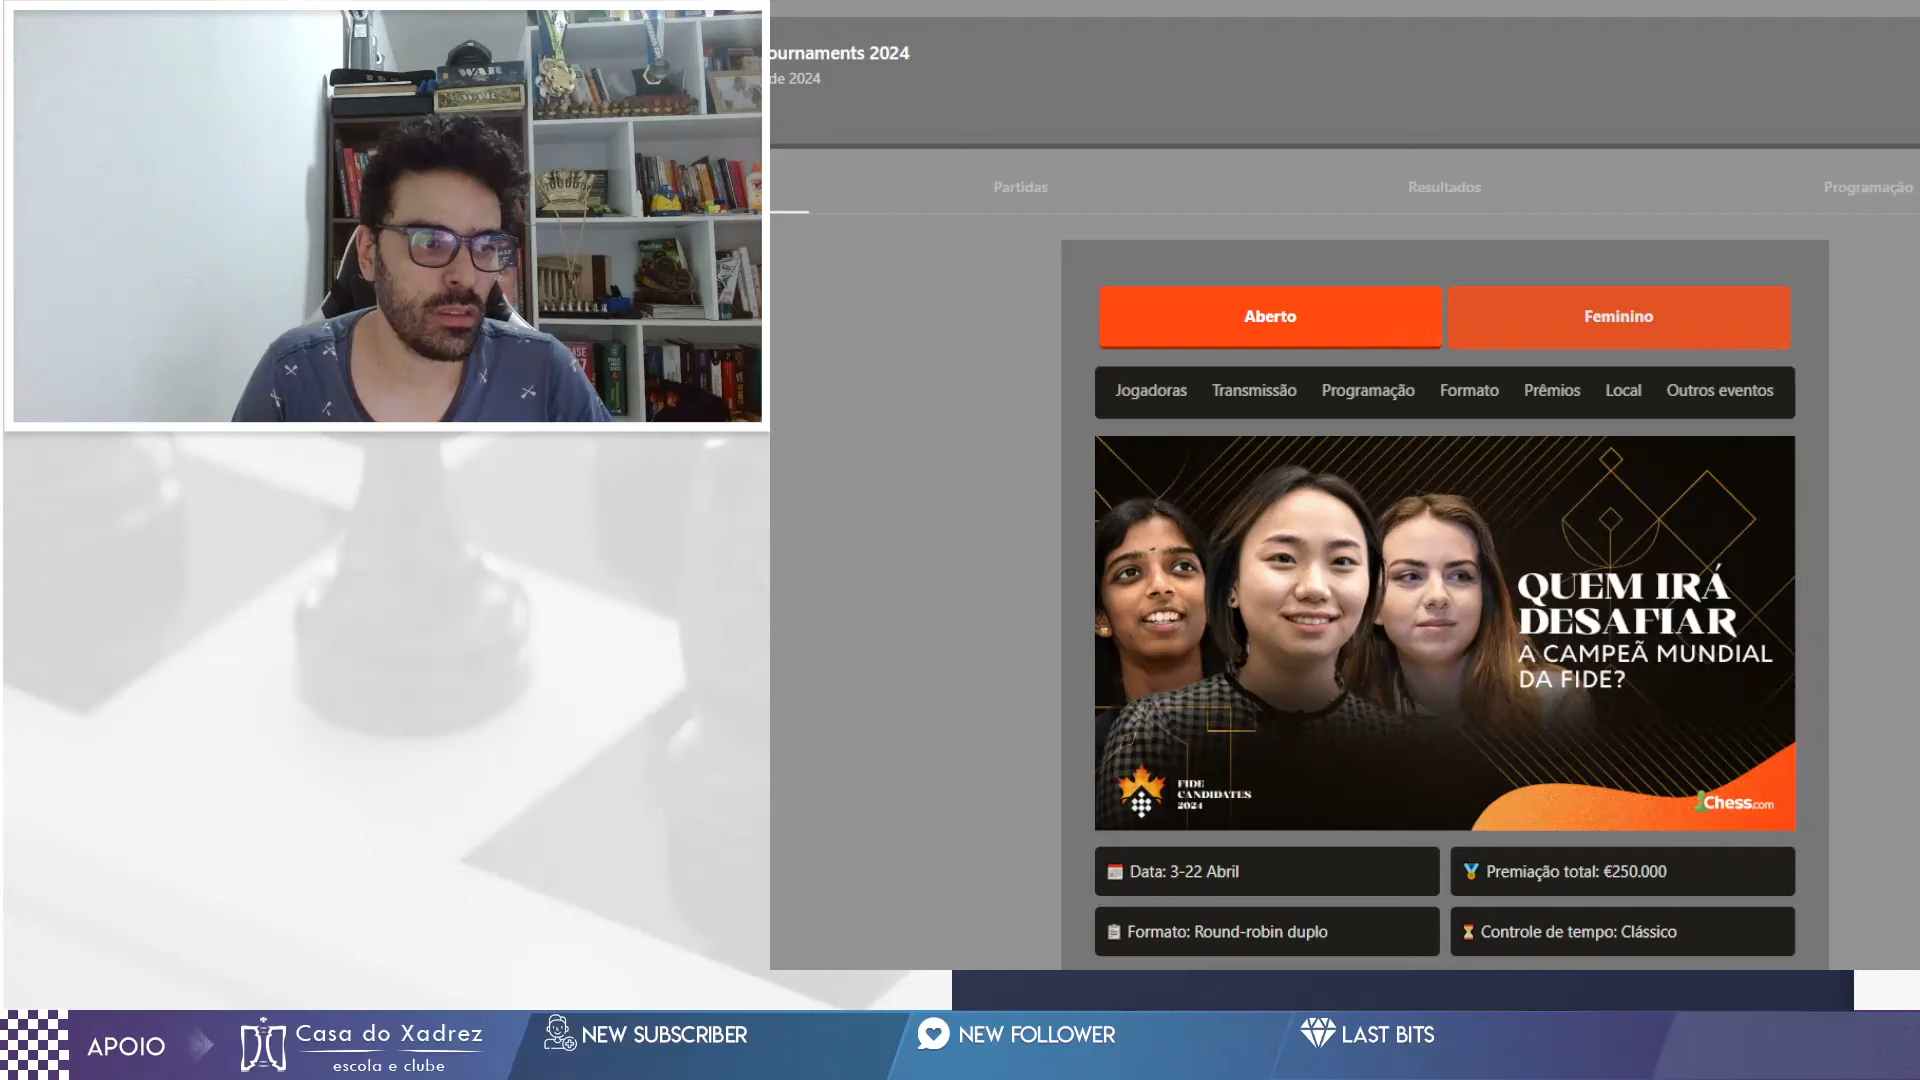 ournaments 2024
de 2024
Partidas
Resultados
Programação
Aberto
Feminino
Jogadoras
Transmissão
Programação
Formato
Prêmios
Local
Outros eventos
QUEM IRÁ
DESAFIAR
A CAMPEÃ MUNDIAL
DA FIDE?
FIDE
CANDIDATES
2024
Chess.com
Data: 3-22 Abril
Premiação total: €250.000
Formato: Round-robin duplo
Controle de tempo: Clássico
WAR
APOIO
Casa do Xadrez
escola e clube
NEW SUBSCRIBER
NEW FOLLOWER
LAST BITS